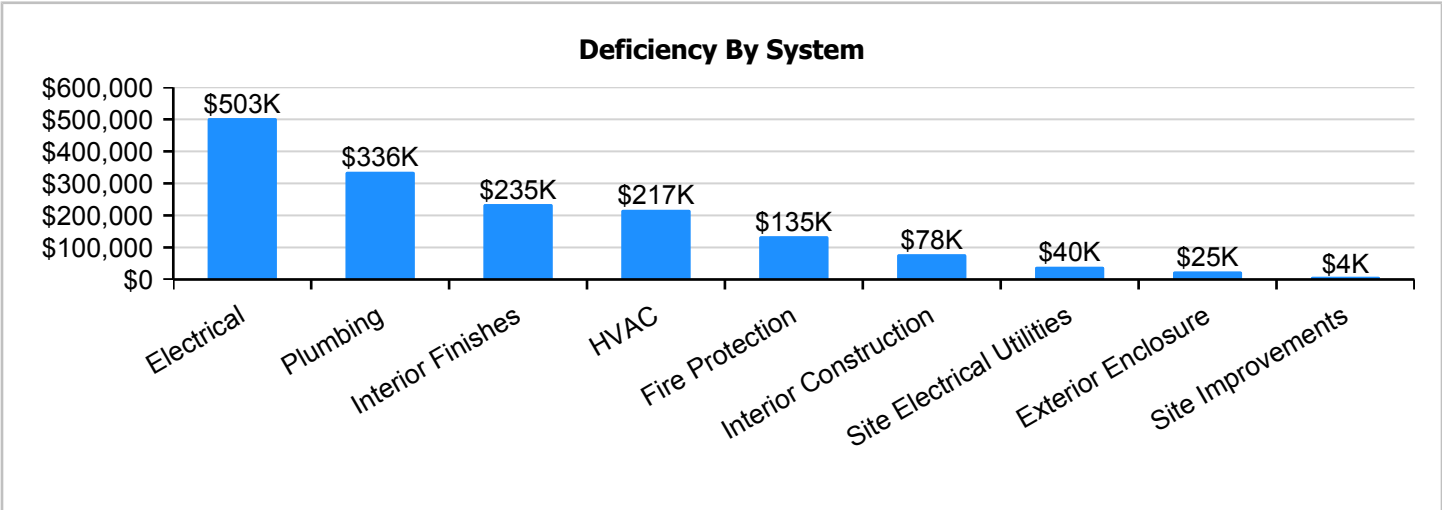 Deficiency By System
$600,000
$500,000
$400,000
$300,000
$200,000
$100,000
$0
$503K
$336K
$235K
$217K
$135K
$78K
$40K
$25K
$4K
Electrical
Plumbing
Interior Finishes
HVAC
Fire Protection
Interior Construction
Site Electrical Utilities
Exterior Enclosure
Site Improvements